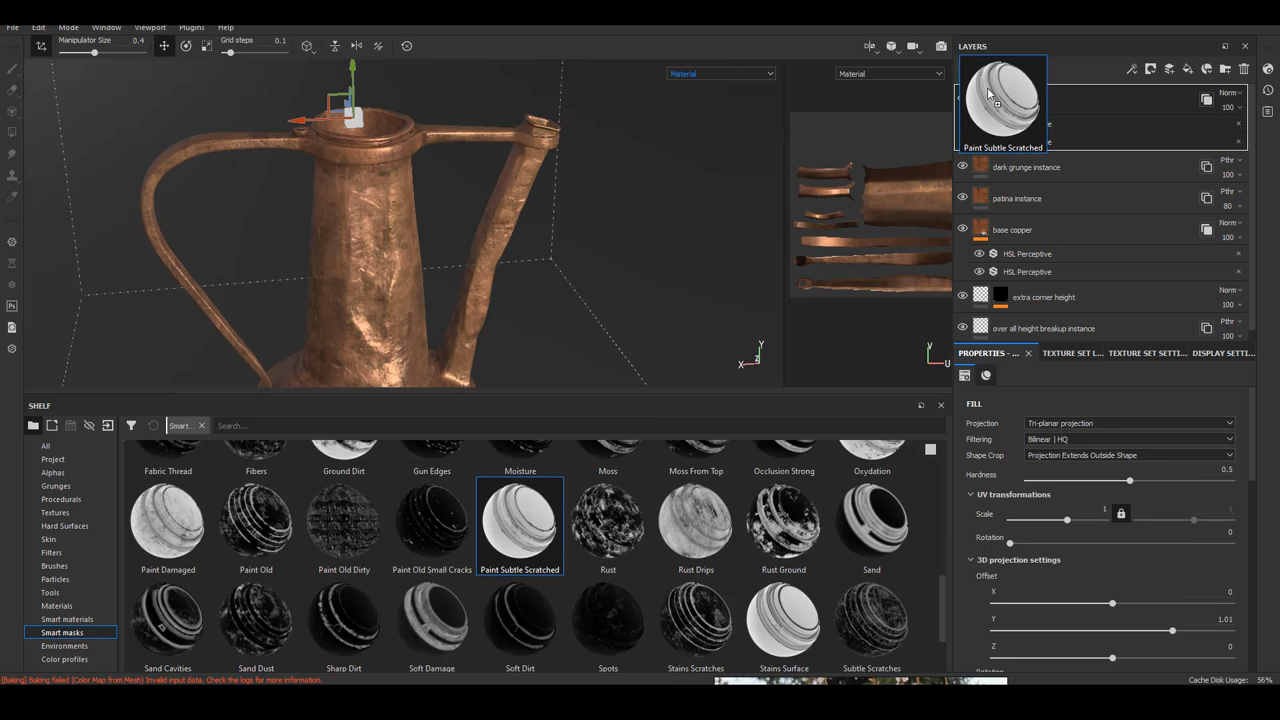 File Edit Mode Window Viewport Plugins Help
Manipulator Size 0.4
Grid steps 0.1
Material
Material
X Y Z
V
U
LAYERS
Norm
100
Paint Subtle Scratched
dark grunge instance
Pthr
100
patina instance
Pthr
80
base copper
Norm
100
HSL Perceptive
HSL Perceptive
extra corner height
Norm
100
over all height breakup instance
Pthr
100
PROPERTIES - ... TEXTURE SET L... TEXTURE SET SETTI... DISPLAY SETTI...
FILL
Projection Tri-planar projection
Filtering Bilinear | HQ
Shape Crop Projection Extends Outside Shape
Hardness 0.5
UV transformations
Scale 1 1
Rotation 0
3D projection settings
Offset
X 0
Y 1.01
Z 0
SHELF
Smart... Search...
All
Project
Alphas
Grunges
Procedurals
Textures
Hard Surfaces
Skin
Filters
Brushes
Particles
Tools
Materials
Smart materials
Smart masks
Environments
Color profiles
Ps
Fabric Thread Fibers Ground Dirt Gun Edges Moisture Moss Moss From Top Occlusion Strong Oxydation
Paint Damaged Paint Old Paint Old Dirty Paint Old Small Cracks Paint Subtle Scratched Rust Rust Drips Rust Ground Sand
Sand Cavities Sand Dust Sharp Dirt Soft Damage Soft Dirt Spots Stains Scratches Stains Surface Subtle Scratches
[Baking] Baking failed (Color Map from Mesh) Invalid input data. Check the logs for more information.
Cache Disk Usage: 56%